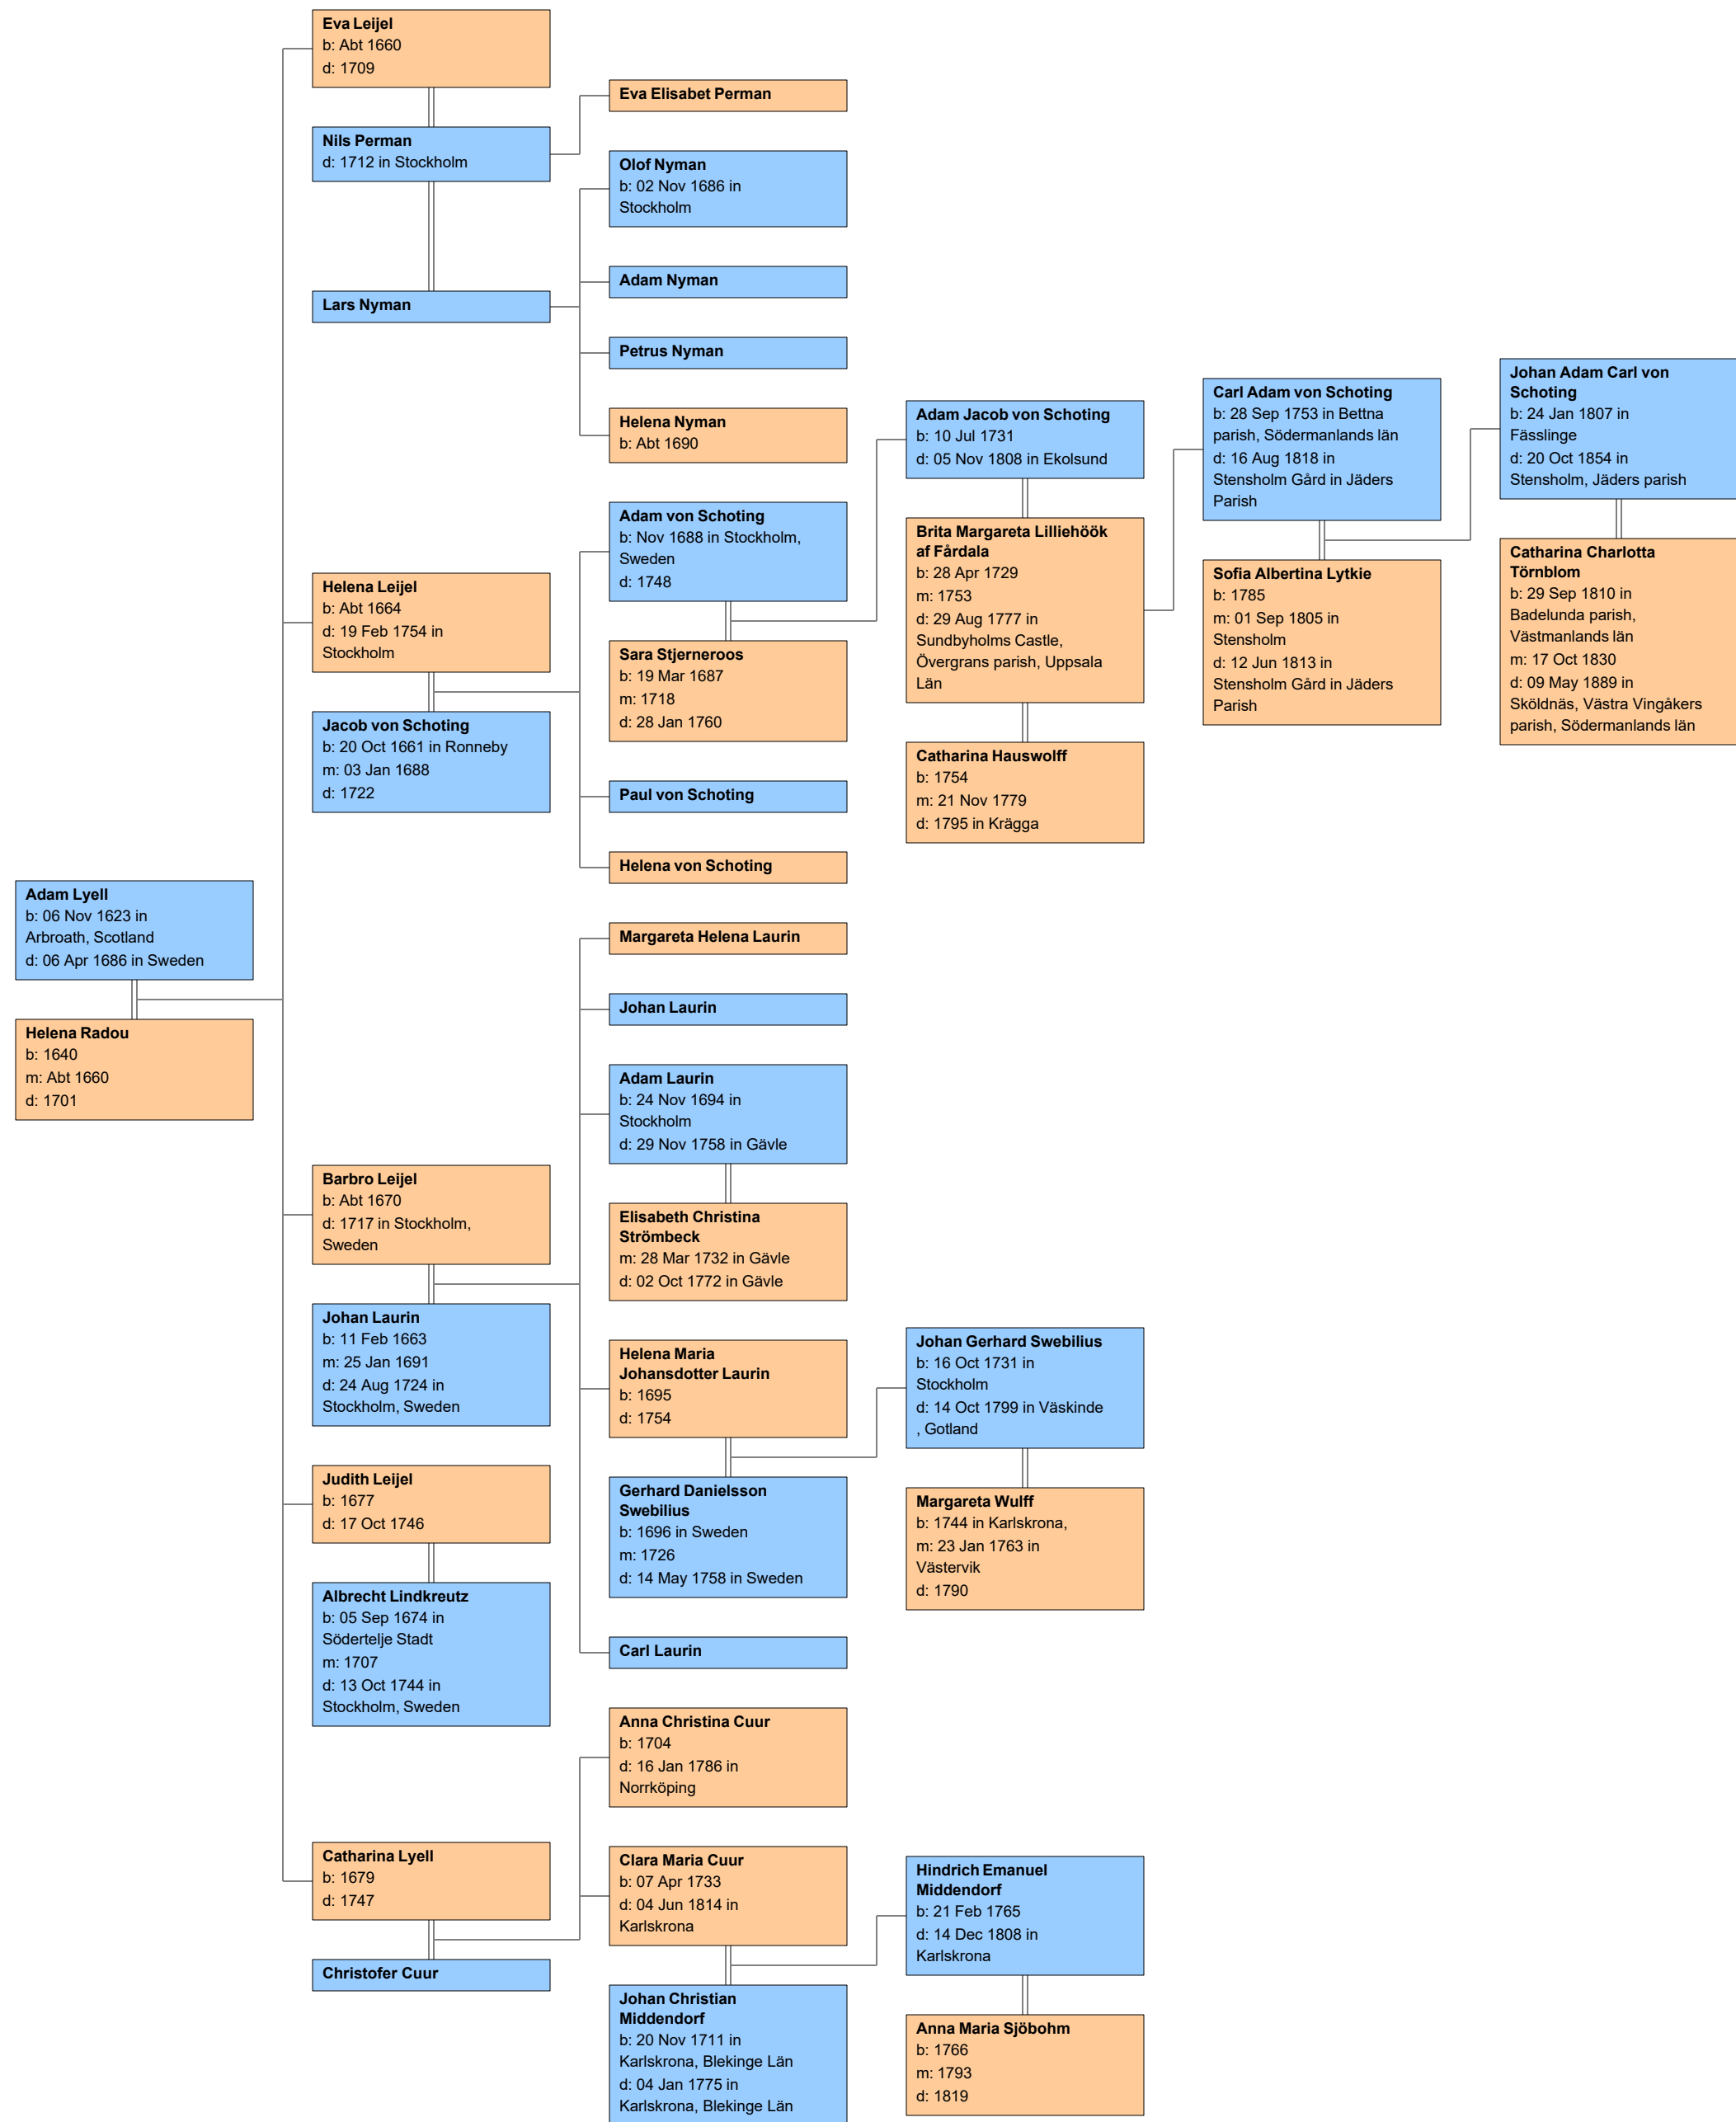 Adam Lyell
b: 06 Nov 1623 in
Arbroath, Scotland
d: 06 Apr 1686 in Sweden
Helena Radou
b: 1640
m: Abt 1660
d: 1701
Eva Leijel
b: Abt 1660
d: 1709
Nils Perman
d: 1712 in Stockholm
Lars Nyman
Helena Leijel
b: Abt 1664
d: 19 Feb 1754 in
Stockholm
Jacob von Schoting
b: 20 Oct 1661 in Ronneby
m: 03 Jan 1688
d: 1722
Barbro Leijel
b: Abt 1670
d: 1717 in Stockholm,
Sweden
Johan Laurin
b: 11 Feb 1663
m: 25 Jan 1691
d: 24 Aug 1724 in
Stockholm, Sweden
Judith Leijel
b: 1677
d: 17 Oct 1746
Albrecht Lindkreutz
b: 05 Sep 1674 in
Södertelje Stadt
m: 1707
d: 13 Oct 1744 in
Stockholm, Sweden
Catharina Lyell
b: 1679
d: 1747
Christofer Cuur
Eva Elisabet Perman
Olof Nyman
b: 02 Nov 1686 in
Stockholm
Adam Nyman
Petrus Nyman
Helena Nyman
b: Abt 1690
Adam von Schoting
b: Nov 1688 in Stockholm,
Sweden
d: 1748
Sara Stjerneroos
b: 19 Mar 1687
m: 1718
d: 28 Jan 1760
Paul von Schoting
Helena von Schoting
Margareta Helena Laurin
Johan Laurin
Adam Laurin
b: 24 Nov 1694 in
Stockholm
d: 29 Nov 1758 in Gävle
Elisabeth Christina
Strömbeck
m: 28 Mar 1732 in Gävle
d: 02 Oct 1772 in Gävle
Helena Maria
Johansdotter Laurin
b: 1695
d: 1754
Gerhard Danielsson
Swebilius
b: 1696 in Sweden
m: 1726
d: 14 May 1758 in Sweden
Carl Laurin
Anna Christina Cuur
b: 1704
d: 16 Jan 1786 in
Norrköping
Clara Maria Cuur
b: 07 Apr 1733
d: 04 Jun 1814 in
Karlskrona
Johan Christian
Middendorf
b: 20 Nov 1711 in
Karlskrona, Blekinge Län
d: 04 Jan 1775 in
Karlskrona, Blekinge Län
Adam Jacob von Schoting
b: 10 Jul 1731
d: 05 Nov 1808 in Ekolsund
Brita Margareta Lilliehöök
af Fårdala
b: 28 Apr 1729
m: 1753
d: 29 Aug 1777 in
Sundbyholms Castle,
Övergrans parish, Uppsala
Län
Catharina Hauswolff
b: 1754
m: 21 Nov 1779
d: 1795 in Krägga
Johan Gerhard Swebilius
b: 16 Oct 1731 in
Stockholm
d: 14 Oct 1799 in Väskinde
, Gotland
Margareta Wulff
b: 1744 in Karlskrona,
m: 23 Jan 1763 in
Västervik
d: 1790
Hindrich Emanuel
Middendorf
b: 21 Feb 1765
d: 14 Dec 1808 in
Karlskrona
Anna Maria Sjöbohm
b: 1766
m: 1793
d: 1819
Carl Adam von Schoting
b: 28 Sep 1753 in Bettna
parish, Södermanlands län
d: 16 Aug 1818 in
Stensholm Gård in Jäders
Parish
Sofia Albertina Lytkie
b: 1785
m: 01 Sep 1805 in
Stensholm
d: 12 Jun 1813 in
Stensholm Gård in Jäders
Parish
Johan Adam Carl von
Schoting
b: 24 Jan 1807 in
Fässlinge
d: 20 Oct 1854 in
Stensholm, Jäders parish
Catharina Charlotta
Törnblom
b: 29 Sep 1810 in
Badelunda parish,
Västmanlands län
m: 17 Oct 1830
d: 09 May 1889 in
Sköldnäs, Västra Vingåkers
parish, Södermanlands län